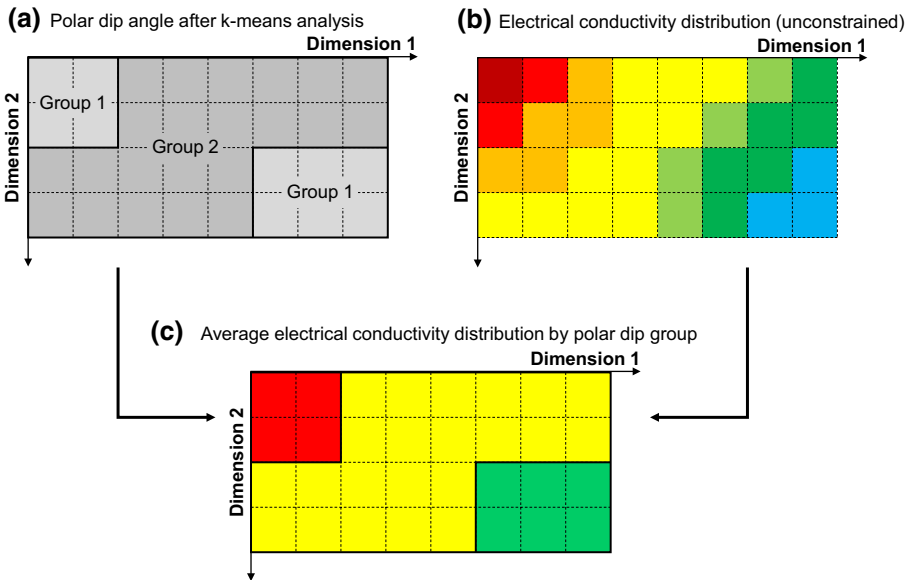 (a) Polar dip angle after k-means analysis
Dimension 1
Dimension 2
Group 1
Group 2
Group 1
(b) Electrical conductivity distribution (unconstrained)
Dimension 1
Dimension 2
(c) Average electrical conductivity distribution by polar dip group
Dimension 1
Dimension 2